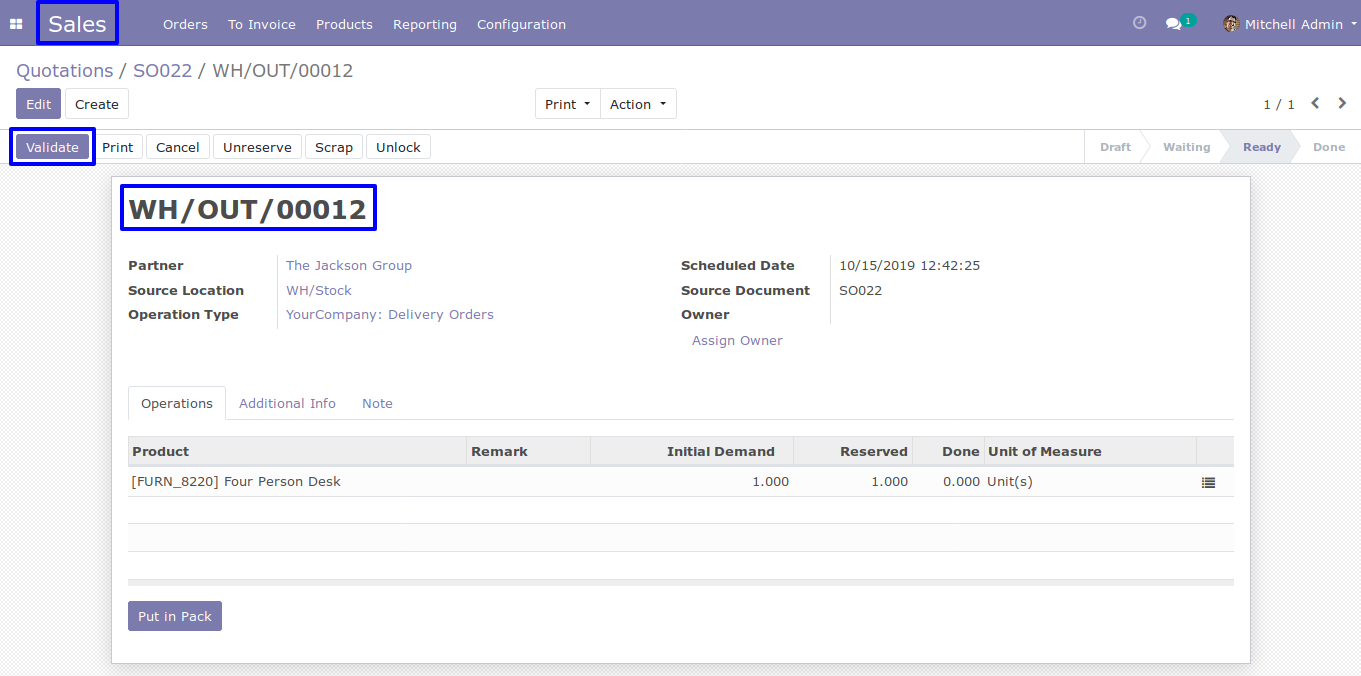 Sales Orders To Invoice Products Reporting Configuration 1 Mitchell Admin
Quotations / SO022 / WH/OUT/00012
Edit Create Print Action 1 / 1
Validate Print Cancel Unreserve Scrap Unlock Draft Waiting Ready Done
WH/OUT/00012
Partner The Jackson Group Scheduled Date 10/15/2019 12:42:25
Source Location WH/Stock Source Document SO022
Operation Type YourCompany: Delivery Orders Owner
Assign Owner
Operations Additional Info Note
Product Remark Initial Demand Reserved Done Unit of Measure
[FURN_8220] Four Person Desk 1.000 1.000 0.000 Unit(s)
Put in Pack